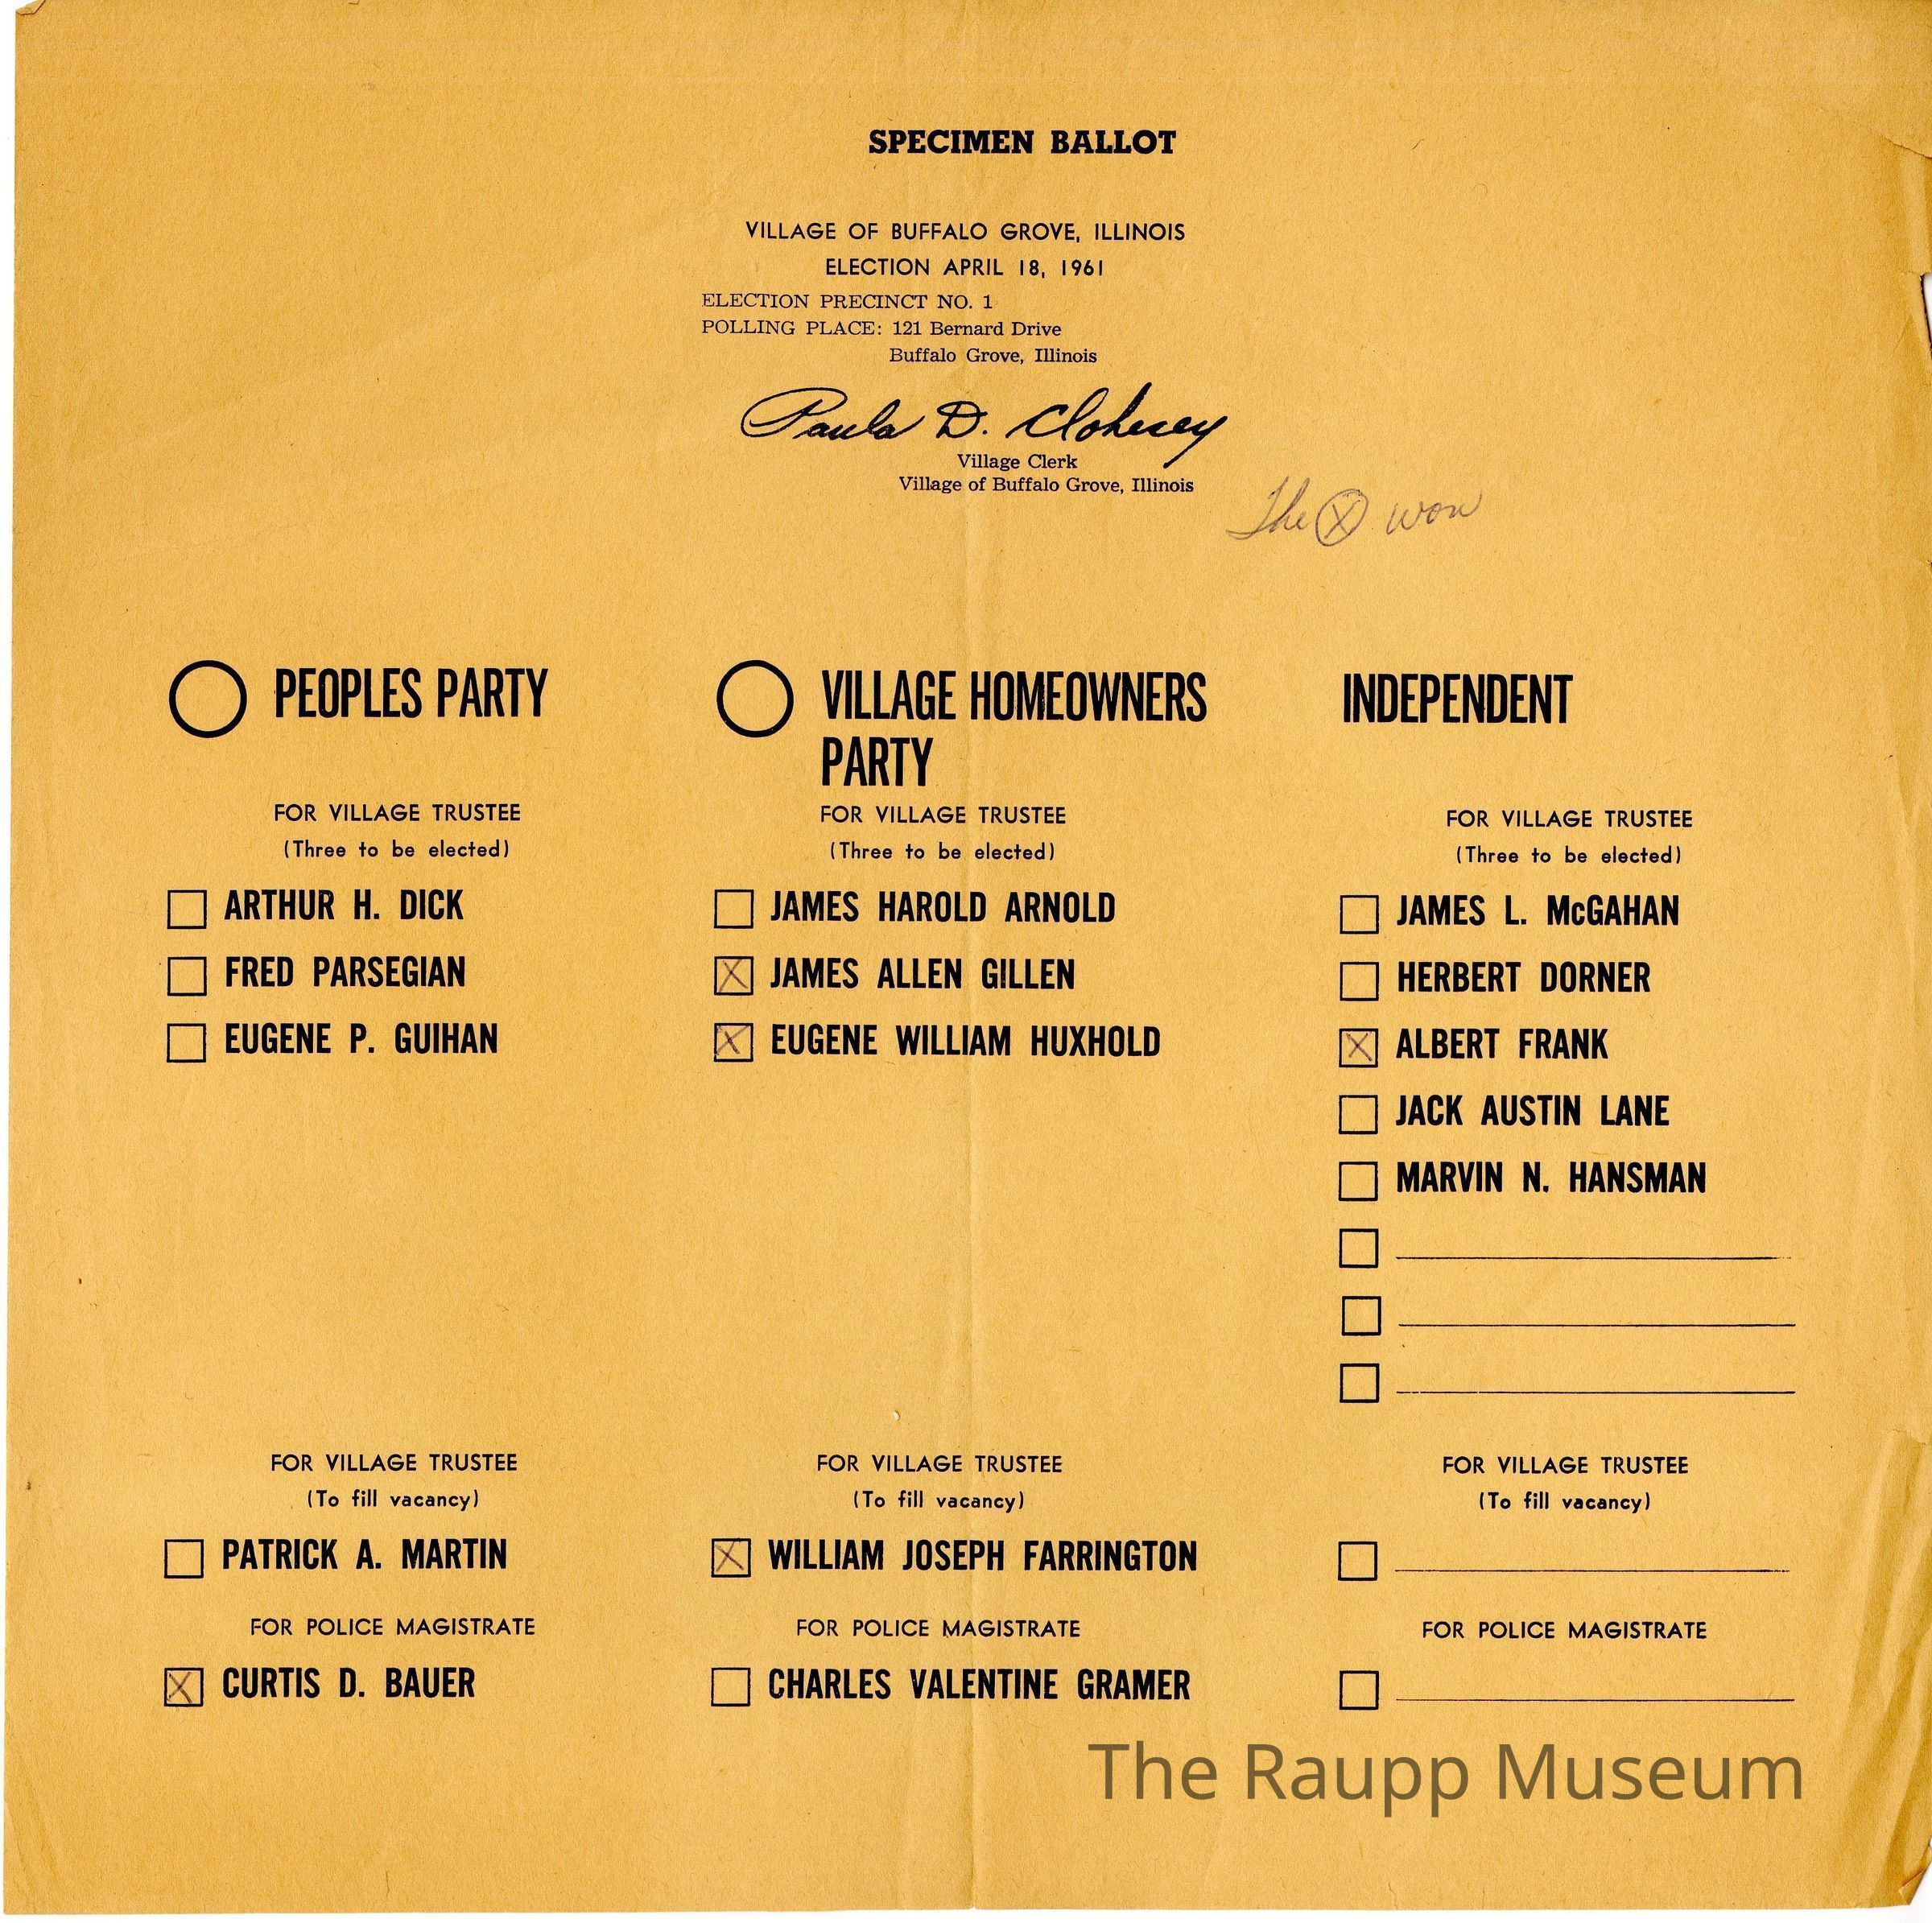 SPECIMEN BALLOT
VILLAGE OF BUFFALO GROVE, ILLINOIS
ELECTION APRIL 18, 1961
ELECTION PRECINCT NO. 1
POLLING PLACE: 121 Bernard Drive
Buffalo Grove, Illinois
Paula D. Clohesey
Village Clerk
Village of Buffalo Grove, Illinois
The X won
PEOPLES PARTY
FOR VILLAGE TRUSTEE
(Three to be elected)
ARTHUR H. DICK
FRED PARSEGIAN
EUGENE P. GUIHAN
FOR VILLAGE TRUSTEE
(To fill vacancy)
PATRICK A. MARTIN
FOR POLICE MAGISTRATE
X CURTIS D. BAUER
VILLAGE HOMEOWNERS
PARTY
FOR VILLAGE TRUSTEE
(Three to be elected)
JAMES HAROLD ARNOLD
X JAMES ALLEN GILLEN
X EUGENE WILLIAM HUXHOLD
FOR VILLAGE TRUSTEE
(To fill vacancy)
X WILLIAM JOSEPH FARRINGTON
FOR POLICE MAGISTRATE
CHARLES VALENTINE GRAMER
INDEPENDENT
FOR VILLAGE TRUSTEE
(Three to be elected)
JAMES L. McGAHAN
HERBERT DORNER
X ALBERT FRANK
JACK AUSTIN LANE
MARVIN N. HANSMAN
FOR VILLAGE TRUSTEE
(To fill vacancy)
FOR POLICE MAGISTRATE
The Raupp Museum